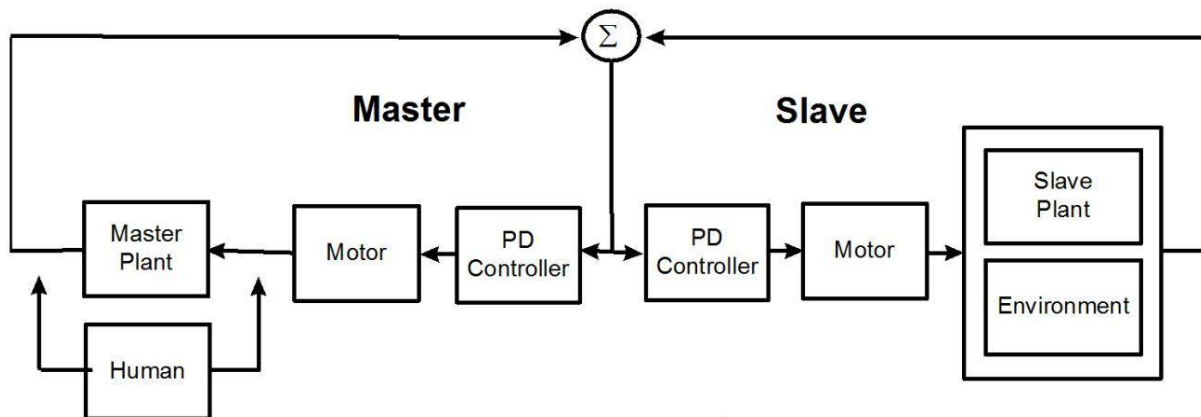 Σ
Master
Slave
Master
Plant
Motor
PD
Controller
PD
Controller
Motor
Slave
Plant
Environment
Human